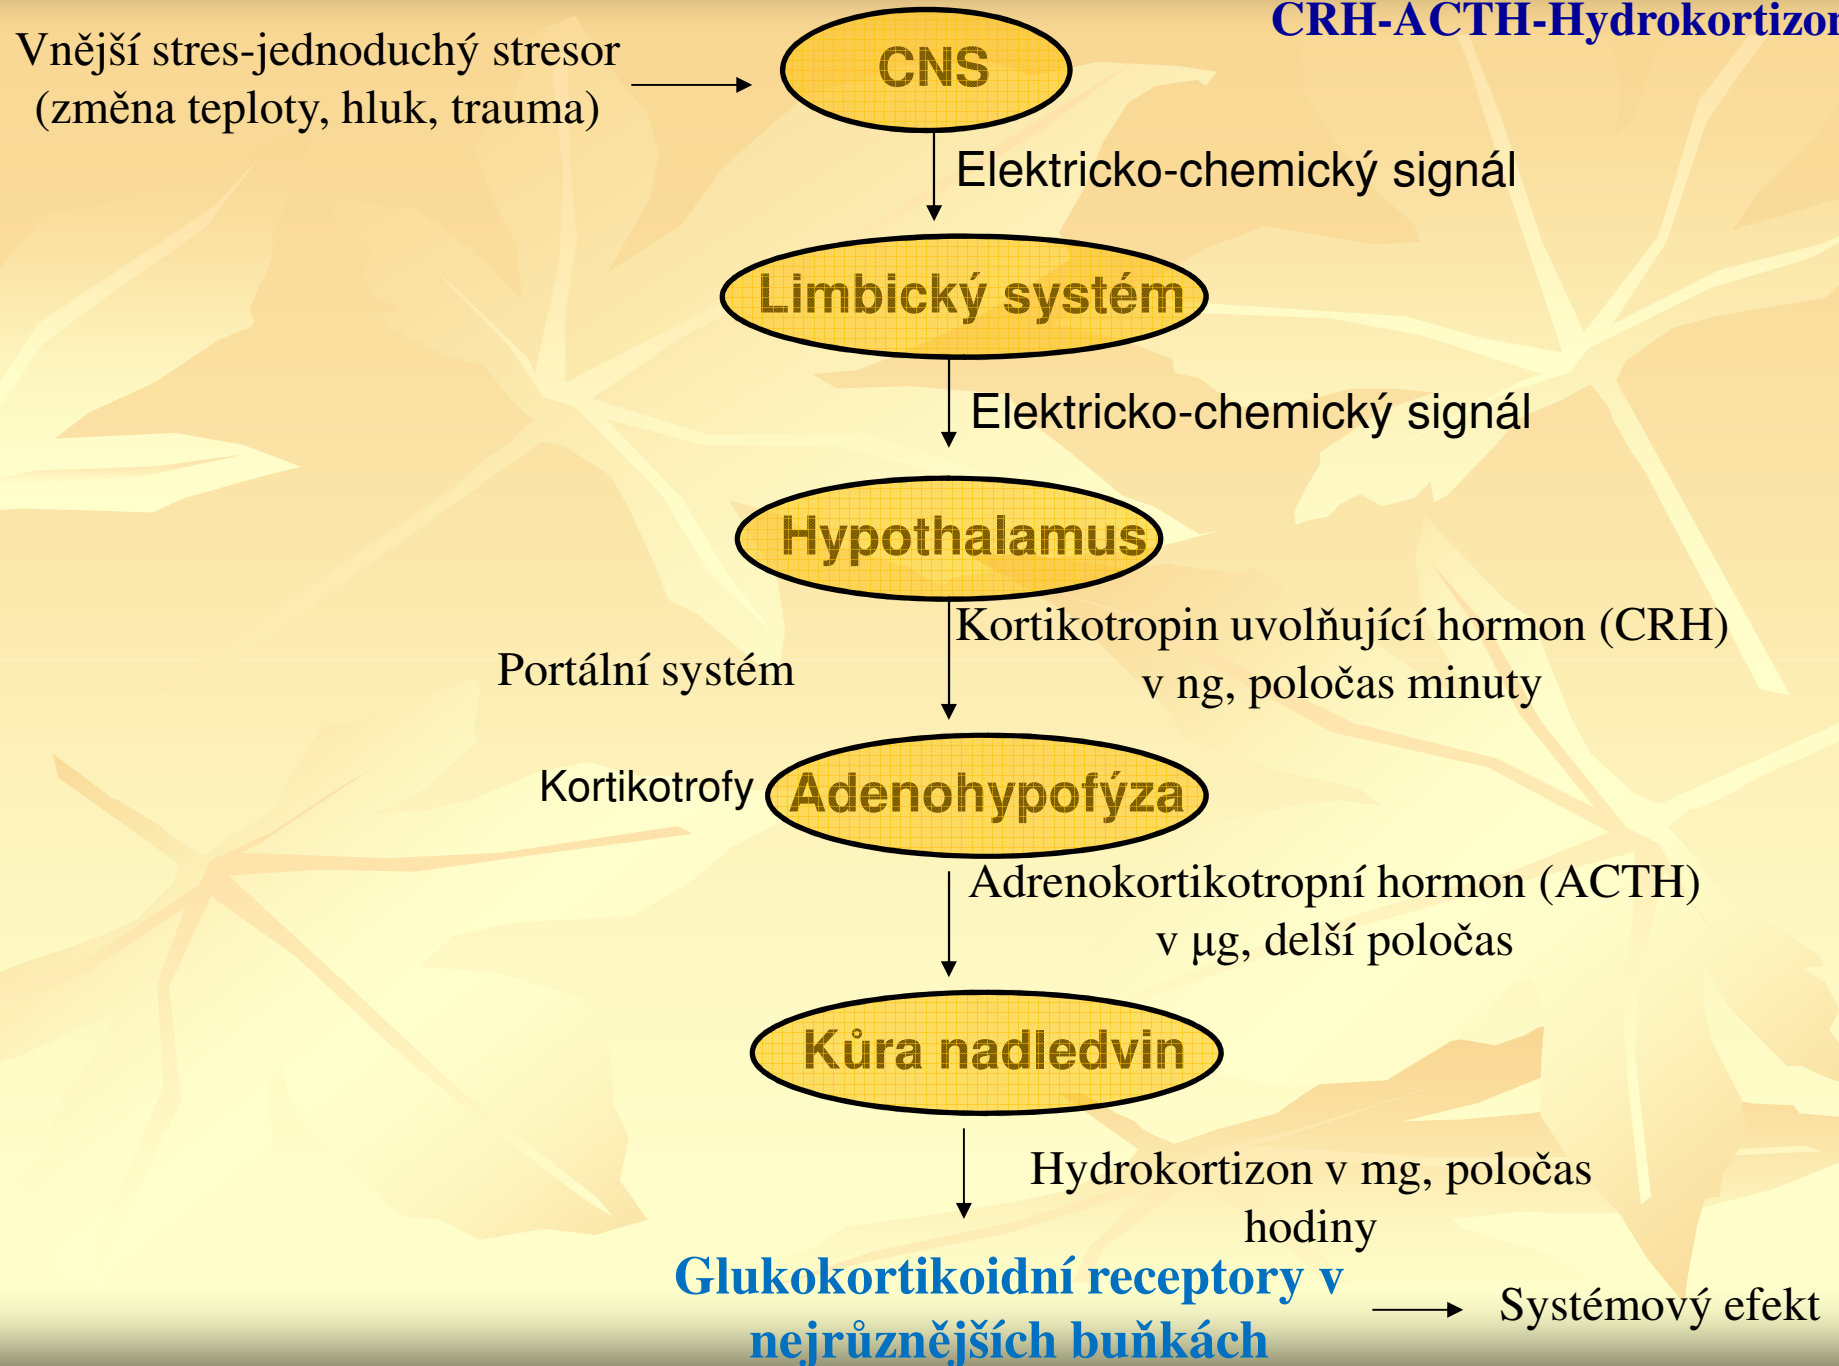 CRH-ACTH-Hydrokortizon
Vnější stres-jednoduchý stresor
(změna teploty, hluk, trauma)
CNS
Elektricko-chemický signál
Limbický systém
Elektricko-chemický signál
Hypothalamus
Kortikotropin uvolňující hormon (CRH)
v ng, poločas minuty
Portální systém
Kortikotrofy
Adenohypofýza
Adrenokortikotropní hormon (ACTH)
v μg, delší poločas
Kůra nadledvin
Hydrokortizon v mg, poločas
hodiny
Glukokortikoidní receptory v
nejrůznějších buňkách
Systémový efekt